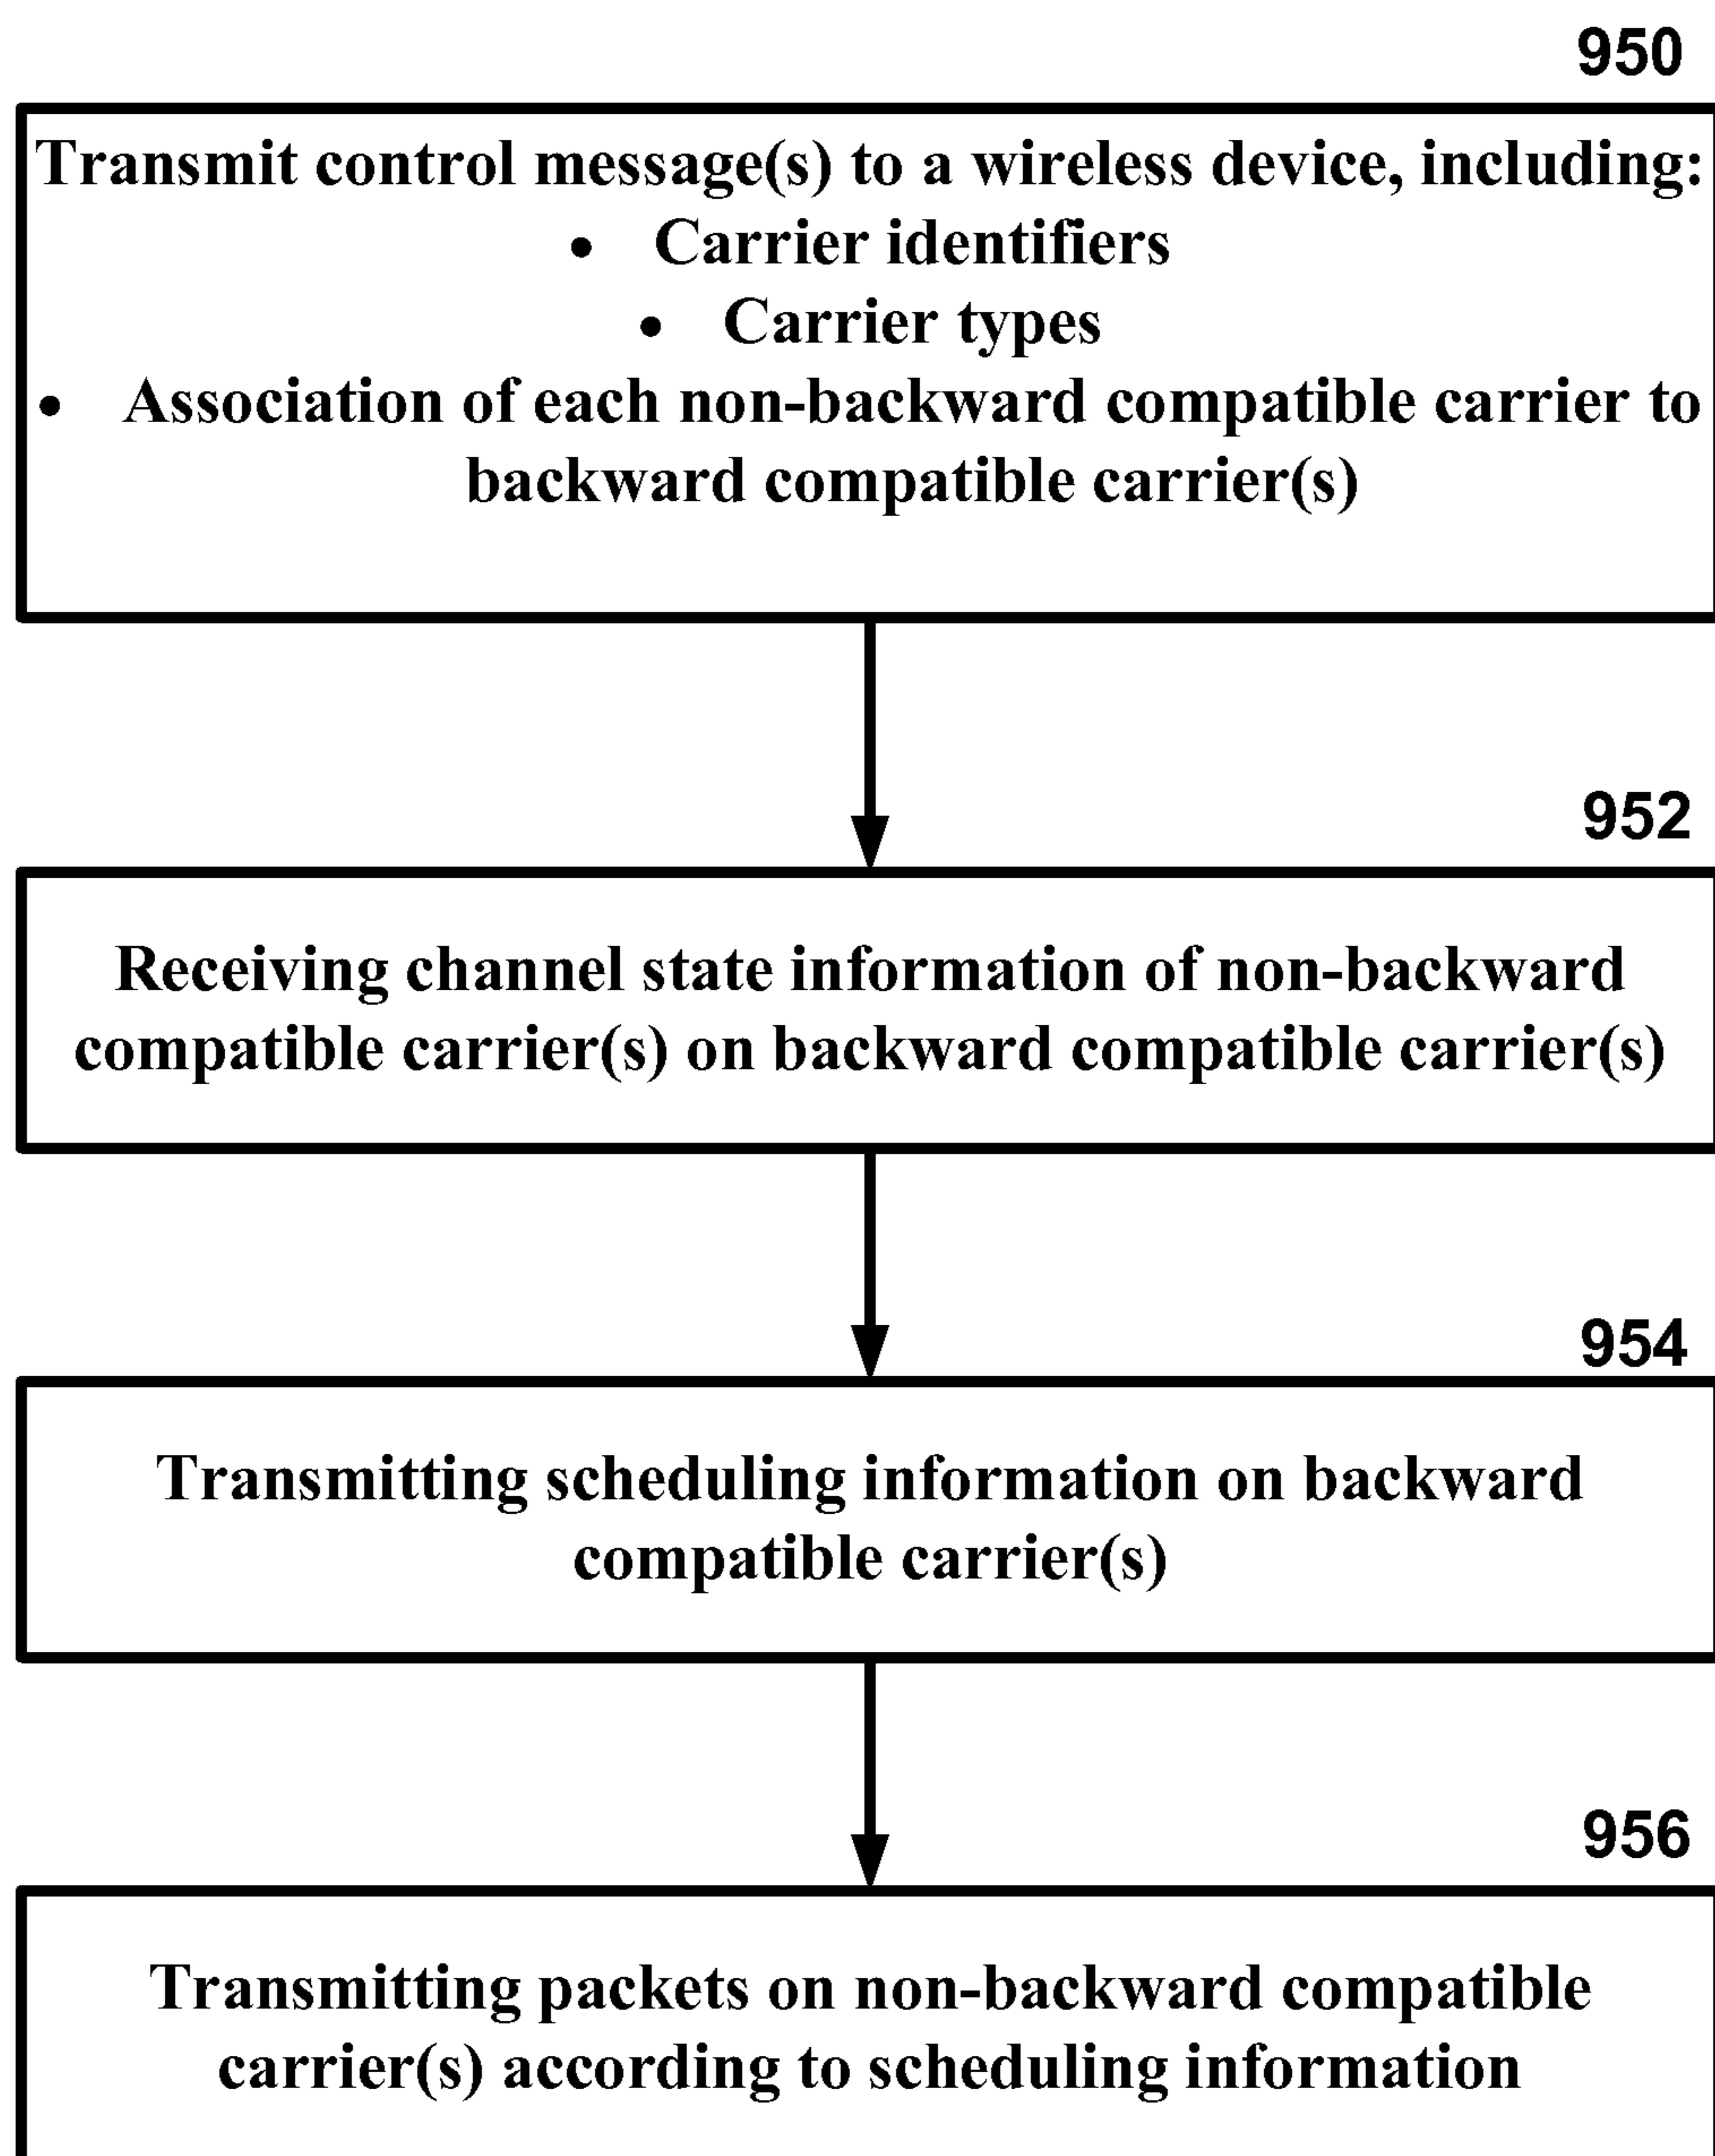 950
Transmit control message(s) to a wireless device, including:
• Carrier identifiers
• Carrier types
• Association of each non-backward compatible carrier to
backward compatible carrier(s)
952
Receiving channel state information of non-backward
compatible carrier(s) on backward compatible carrier(s)
954
Transmitting scheduling information on backward
compatible carrier(s)
956
Transmitting packets on non-backward compatible
carrier(s) according to scheduling information